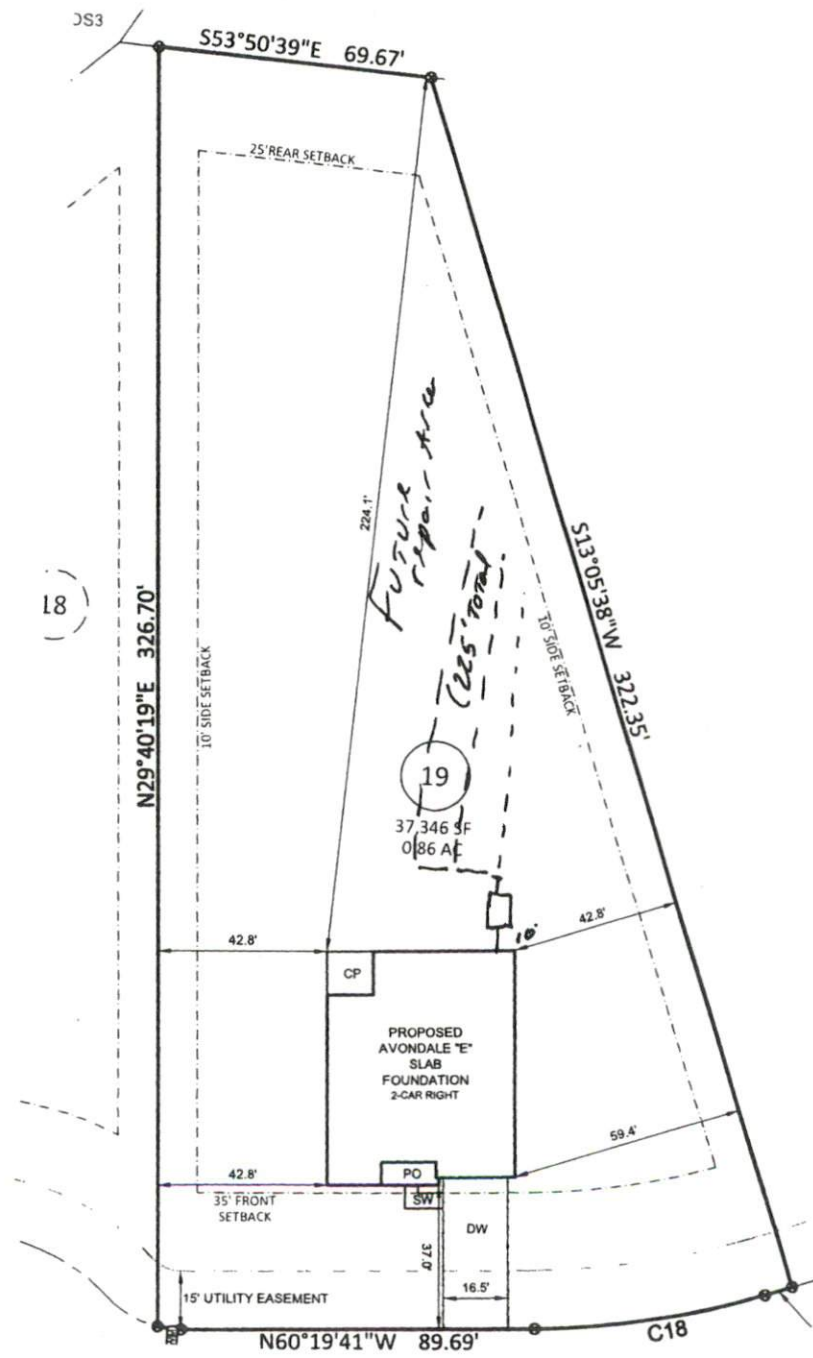 OS3
S53°50'39"E 69.67'
25'REAR SETBACK
224.1'
FUTURE
repair Area
(225' TOTAL
18
N29°40'19"E 326.70'
10' SIDE SETBACK
S13°05'38"W 322.35'
10' SIDE SETBACK
19
37,346 SF
0.86 AC
10'
42.8'
42.8'
CP
PROPOSED
AVONDALE "E"
SLAB
FOUNDATION
2-CAR RIGHT
59.4'
42.8'
PO
SW
35' FRONT
SETBACK
DW
37.0'
16.5'
15' UTILITY EASEMENT
N60°19'41"W 89.69'
C18